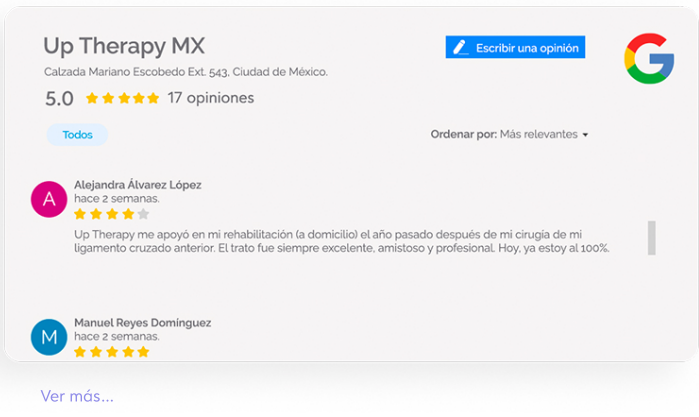 Up Therapy MX
Escribir una opinión
Calzada Mariano Escobedo Ext. 543, Ciudad de México.
5.0 17 opiniones
Todos
Ordenar por: Más relevantes
A
Alejandra Álvarez López
hace 2 semanas.
Up Therapy me apoyó en mi rehabilitación (a domicilio) el año pasado después de mi cirugía de mi
ligamento cruzado anterior. El trato fue siempre excelente, amistoso y profesional. Hoy, ya estoy al 100%.
M
Manuel Reyes Domínguez
hace 2 semanas.
Ver más...